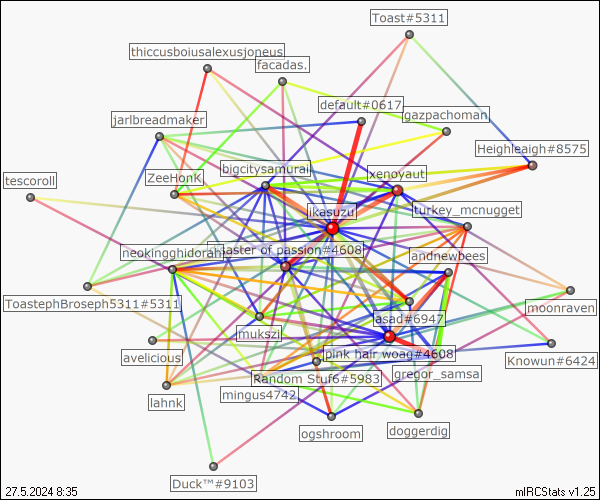 Toast#5311
thiccusboiusalexusjoneus
facadas.
default#0617
gazpachoman
jarlbreadmaker
Heighleaigh#8575
bigcitysamurai
xenoyaut
tescoroll
ZeeHonK
jikasuzu
turkey_mcnugget
neokingghidorah
master of passion#4608
andnewbees
ToastephBroseph5311#5311
moonraven
asad#6947
mukszi
avelicious
pink hair woag#4608
Knowun#6424
Random Stuf6#5983
gregor_samsa
lahnk
mingus4742
ogshroom
doggerdig
Duck™#9103
27.5.2024 8:35
mIRCStats v1.25